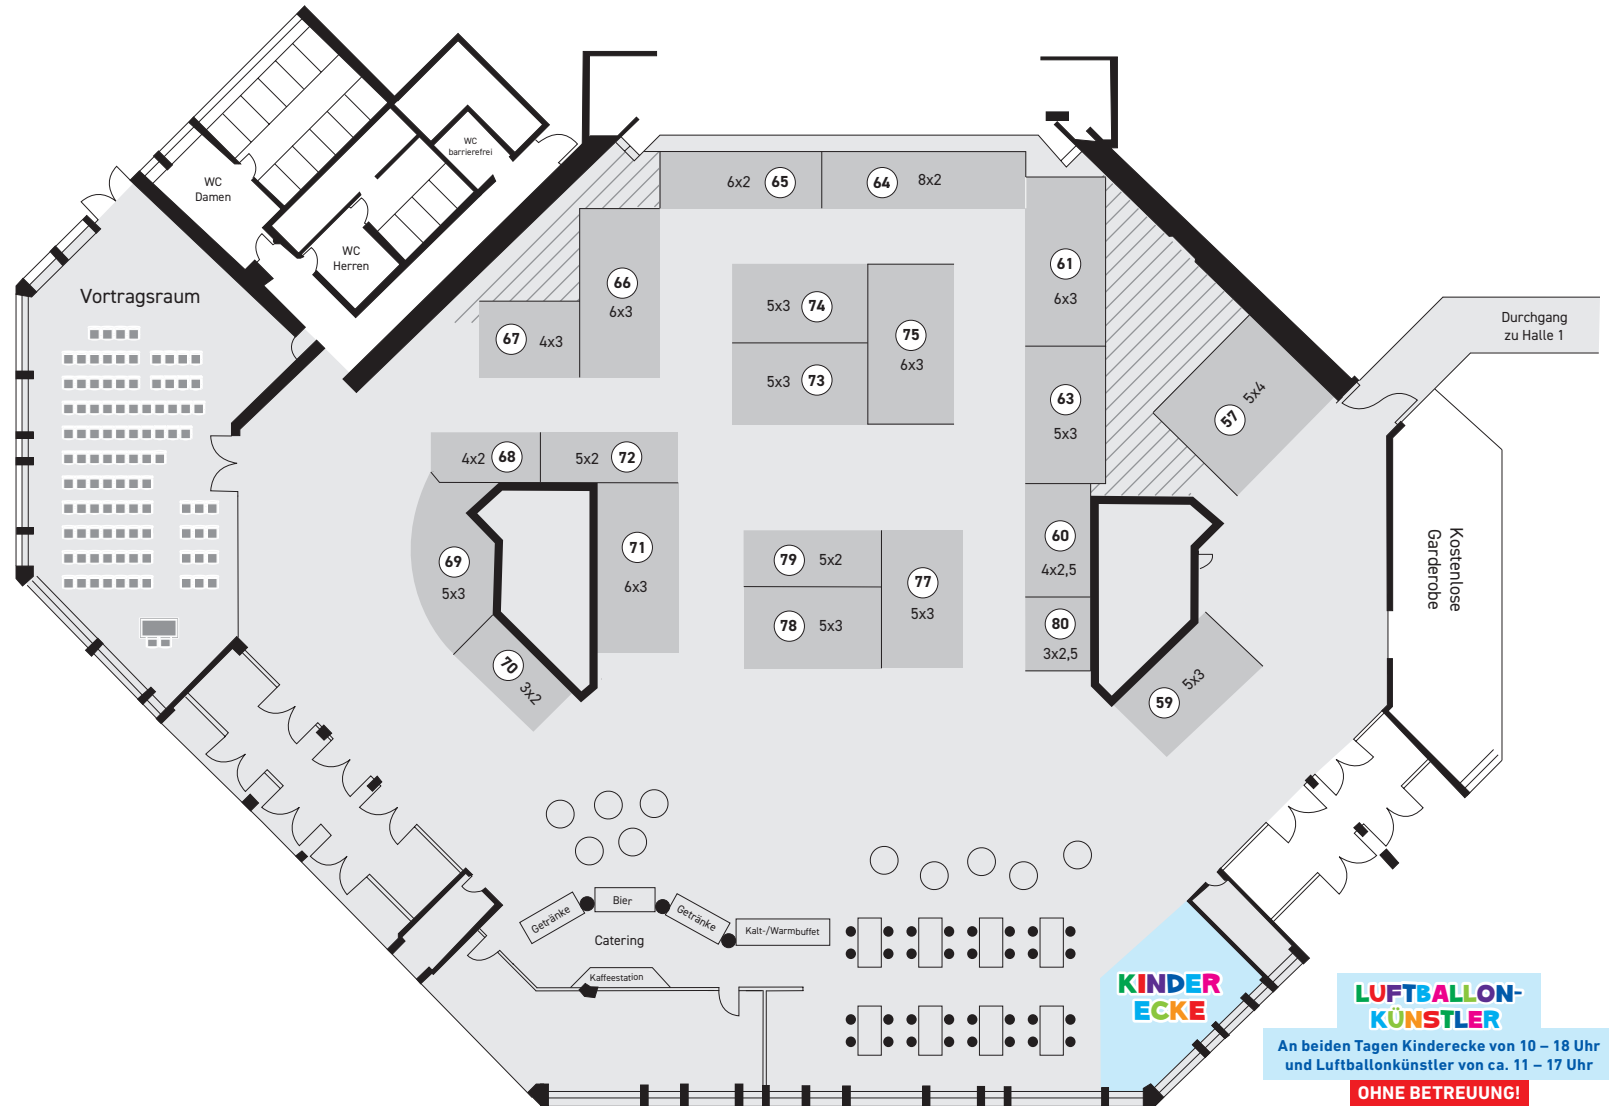 WC
barrierefrei
WC
Damen
WC
Herren
Vortragsraum
6x2 65
64 8x2
61
6x3
66
6x3
67 4x3
5x3 74
75
6x3
5x3 73
63
5x3
57 5x4
Durchgang
zu Halle 1
4x2 68
5x2 72
69
5x3
71
6x3
70 3x2
79 5x2
77
5x3
78 5x3
60
4x2,5
80
3x2,5
59 5x3
Kostenlose
Garderobe
Getränke
Bier
Getränke
Kalt-/Warmbuffet
Catering
Kaffeestation
KINDER
ECKE
LUFTBALLON-
KÜNSTLER
An beiden Tagen Kinderecke von 10 – 18 Uhr
und Luftballonkünstler von ca. 11 – 17 Uhr
OHNE BETREUUNG!